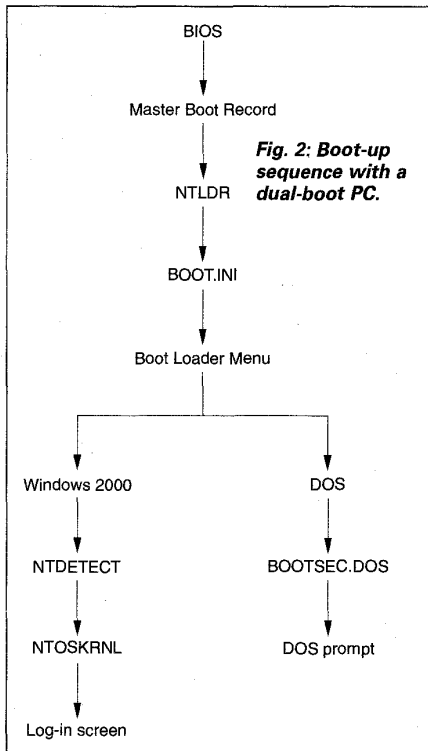 BIOS
Master Boot Record
Fig. 2: Boot-up
sequence with a
dual-boot PC.
NTLDR
BOOT.INI
Boot Loader Menu
Windows 2000
DOS
NTDETECT
BOOTSEC.DOS
NTOSKRNL
DOS prompt
Log-in screen